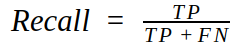 Recall = TP / TP + FN